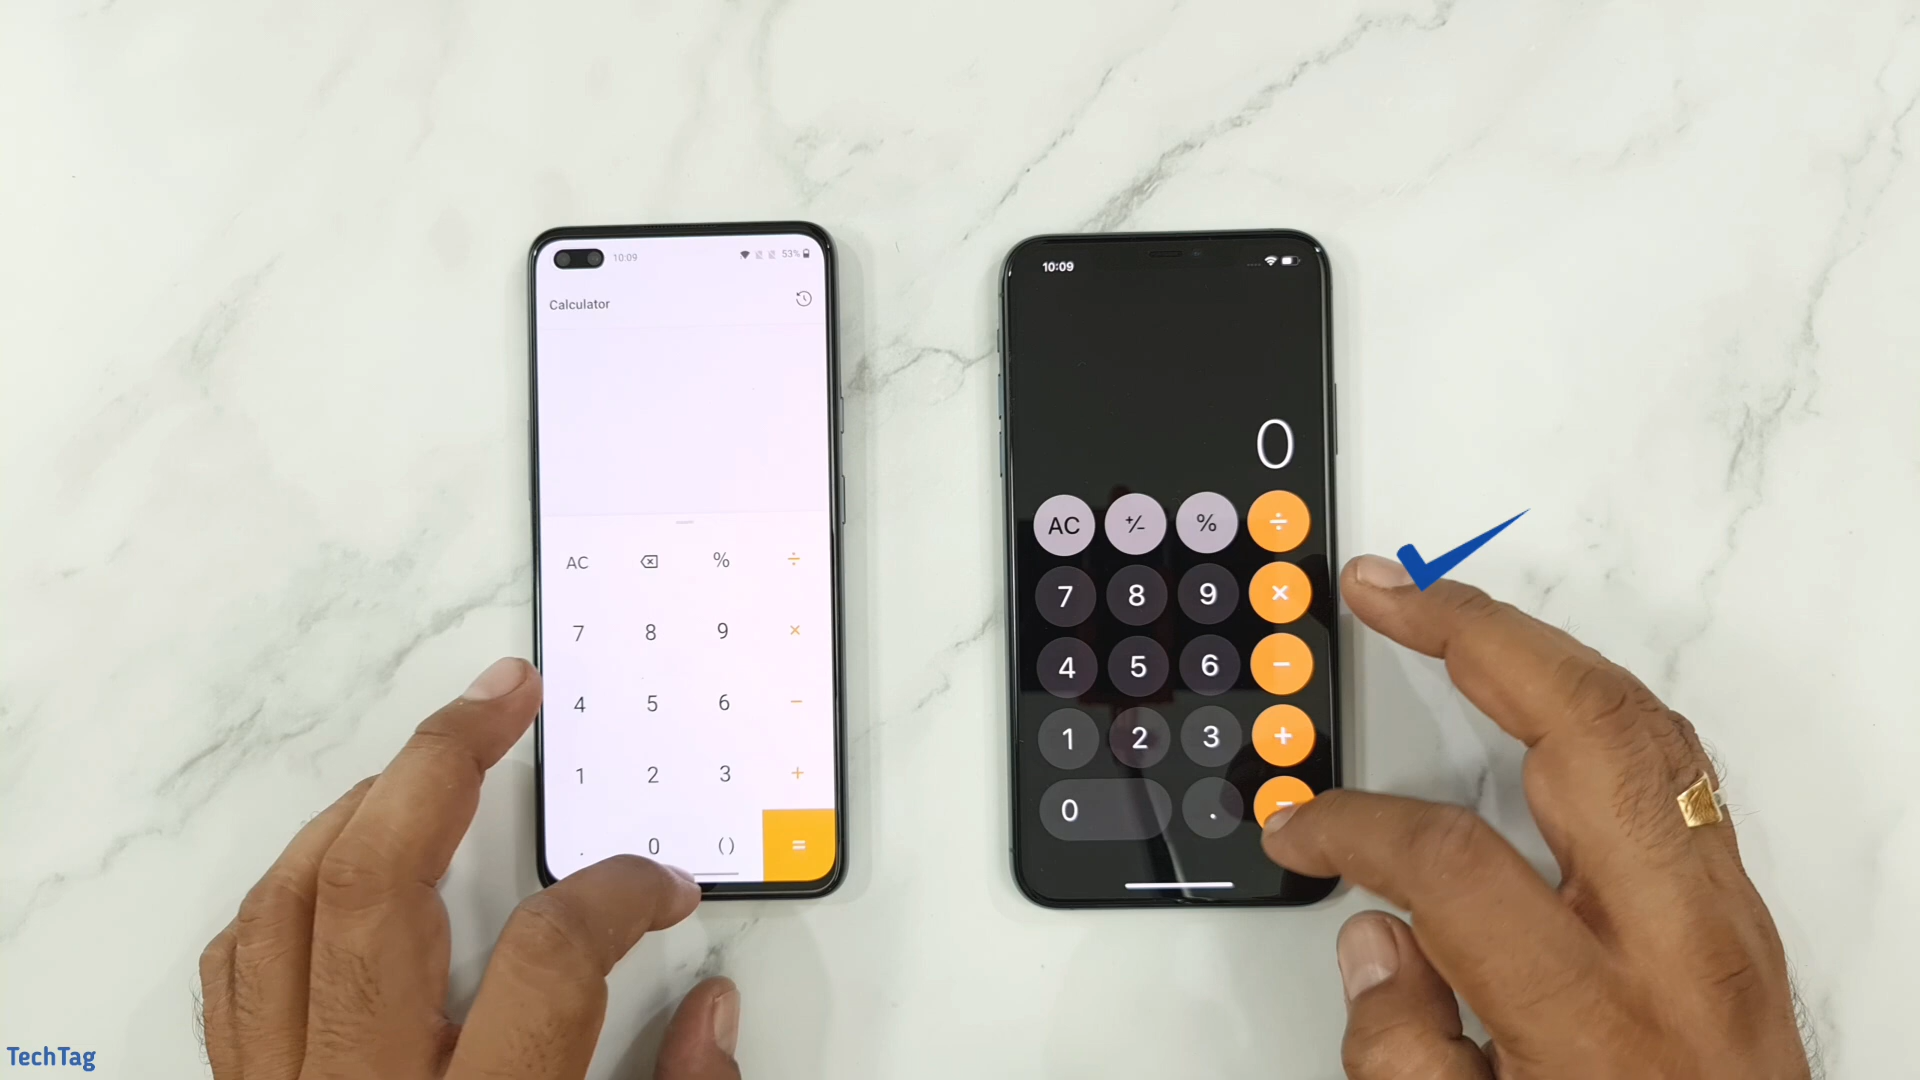 10:09
53%
Calculator
AC % ÷
7 8 9 ×
4 5 6 −
1 2 3 +
. 0 () =
10:09
0
AC +/− % ÷
7 8 9 ×
4 5 6 −
1 2 3 +
0 . =
TechTag